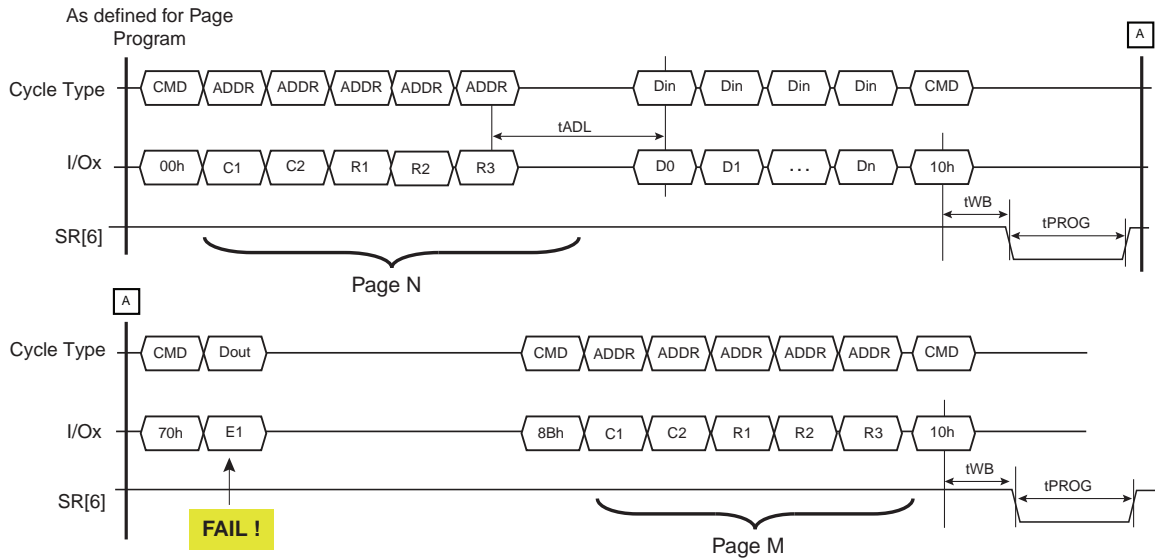 As defined for Page
Program
A
Cycle Type CMD ADDR ADDR ADDR ADDR ADDR Din Din Din Din CMD
tADL
I/Ox 00h C1 C2 R1 R2 R3 D0 D1 ... Dn 10h
tWB tPROG
SR[6]
Page N
A
Cycle Type CMD Dout CMD ADDR ADDR ADDR ADDR ADDR CMD
I/Ox 70h E1 8Bh C1 C2 R1 R2 R3 10h
tWB tPROG
SR[6]
FAIL !
Page M